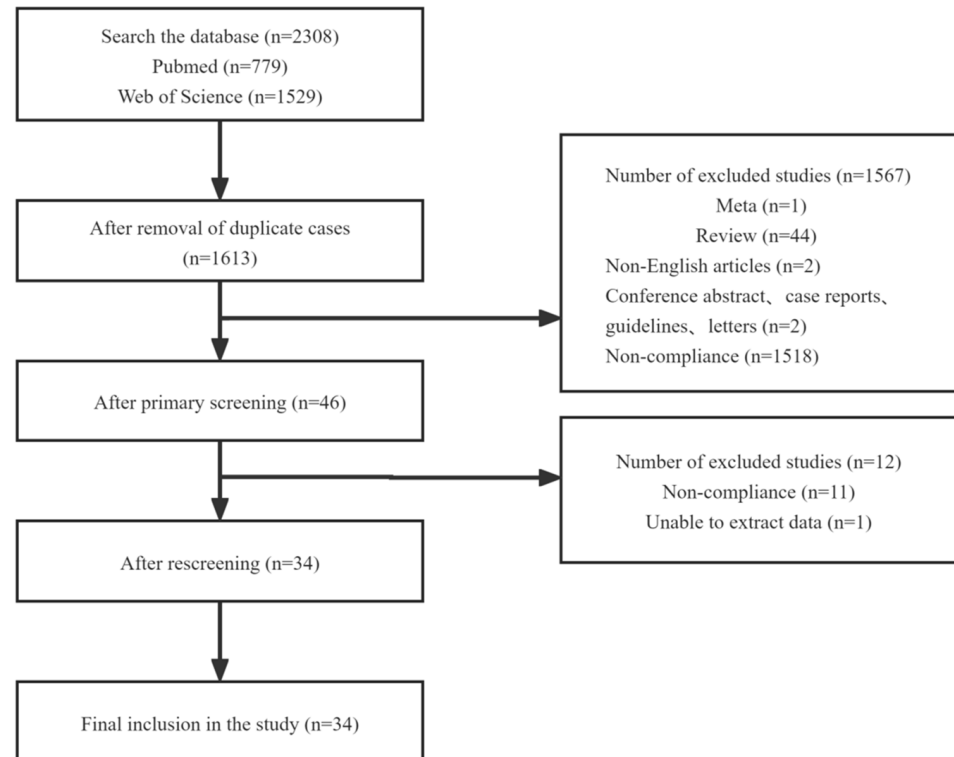 Search the database (n=2308)
Pubmed (n=779)
Web of Science (n=1529)
After removal of duplicate cases
(n=1613)
Number of excluded studies (n=1567)
Meta (n=1)
Review (n=44)
Non-English articles (n=2)
Conference abstract、case reports、
guidelines、letters (n=2)
Non-compliance (n=1518)
After primary screening (n=46)
Number of excluded studies (n=12)
Non-compliance (n=11)
Unable to extract data (n=1)
After rescreening (n=34)
Final inclusion in the study (n=34)